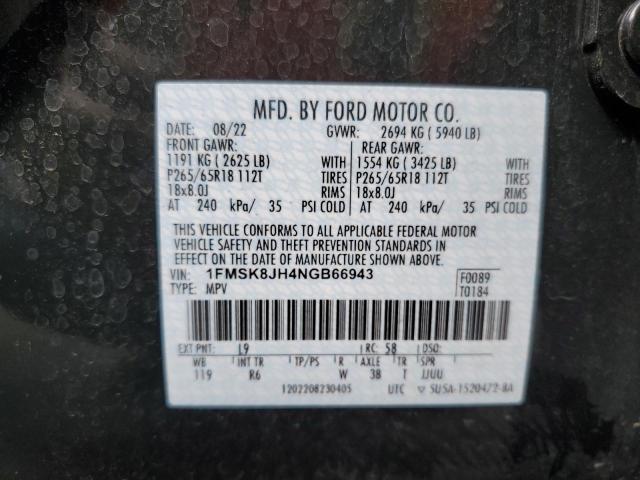 MFD. BY FORD MOTOR CO.
DATE: 08/22 GVWR: 2694 KG (5940 LB)
FRONT GAWR: REAR GAWR:
1191 KG (2625 LB) WITH 1554 KG (3425 LB) WITH
P265/65R18 112T TIRES P265/65R18 112T TIRES
18x8.0J RIMS 18x8.0J RIMS
AT 240 kPa/ 35 PSI COLD AT 240 kPa/ 35 PSI COLD
THIS VEHICLE CONFORMS TO ALL APPLICABLE FEDERAL MOTOR
VEHICLE SAFETY AND THEFT PREVENTION STANDARDS IN
EFFECT ON THE DATE OF MANUFACTURE SHOWN ABOVE.
VIN: 1FMSK8JH4NGB66943 F0089
TYPE: MPV T0184
EXT PNT: L9 RC: 58 DSO:
WB INT TR TP/PS R AXLE TR SPR
119 R6 W 38 T JJUU
1202208230405 UTC ▽ SU5A-1520472-BA